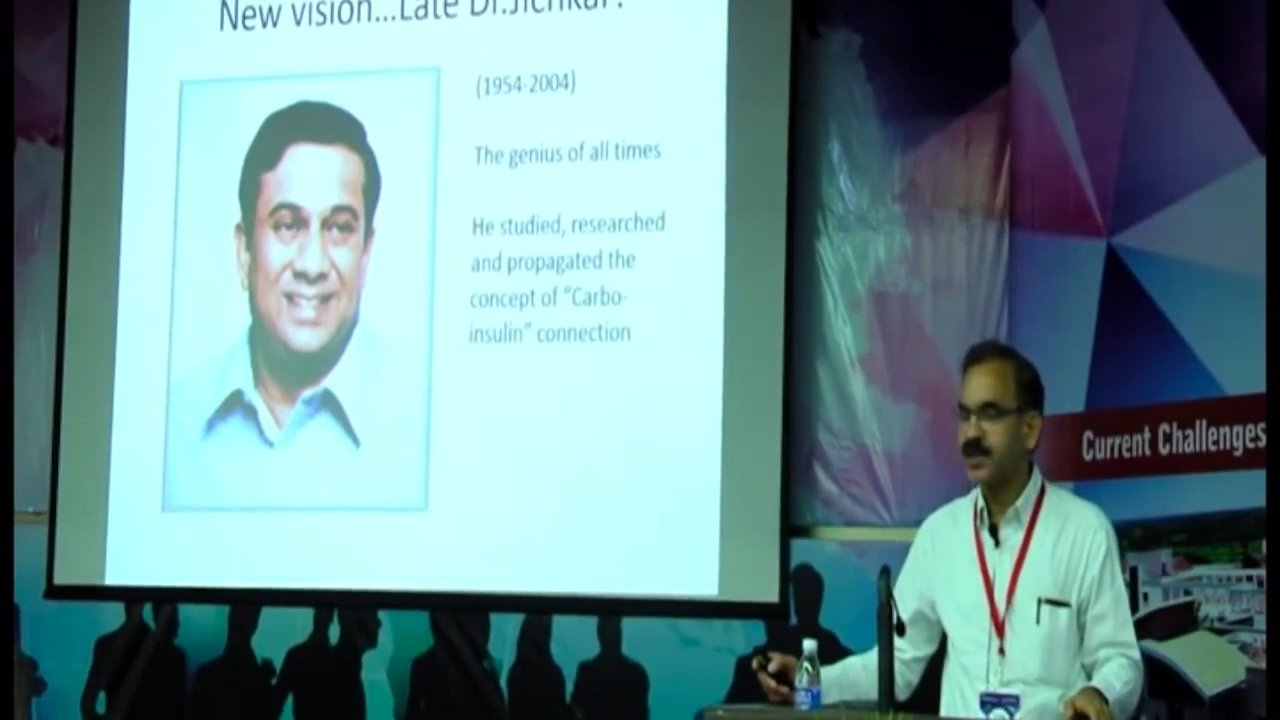 New vision...Late Dr.Jichkar!
(1954-2004)
The genius of all times
He studied, researched
and propagated the
concept of “Carbo-
insulin” connection
Current Challenges